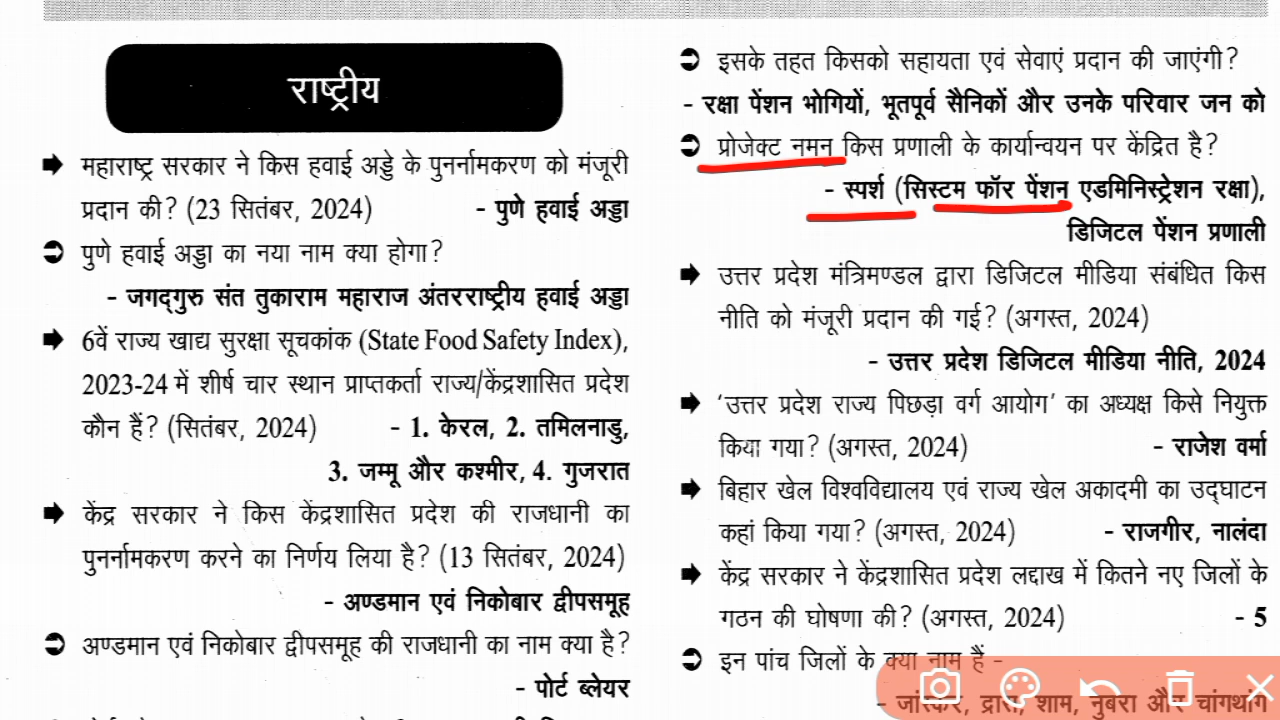 राष्ट्रीय
महाराष्ट्र सरकार ने किस हवाई अड्डे के पुनर्नामकरण को मंजूरी
प्रदान की? (23 सितंबर, 2024) - पुणे हवाई अड्डा
पुणे हवाई अड्डा का नया नाम क्या होगा?
- जगद्गुरु संत तुकाराम महाराज अंतरराष्ट्रीय हवाई अड्डा
6वें राज्य खाद्य सुरक्षा सूचकांक (State Food Safety Index),
2023-24 में शीर्ष चार स्थान प्राप्तकर्ता राज्य/केंद्रशासित प्रदेश
कौन हैं? (सितंबर, 2024) - 1. केरल, 2. तमिलनाडु,
3. जम्मू और कश्मीर, 4. गुजरात
केंद्र सरकार ने किस केंद्रशासित प्रदेश की राजधानी का
पुनर्नामकरण करने का निर्णय लिया है? (13 सितंबर, 2024)
- अण्डमान एवं निकोबार द्वीपसमूह
अण्डमान एवं निकोबार द्वीपसमूह की राजधानी का नाम क्या है?
- पोर्ट ब्लेयर
इसके तहत किसको सहायता एवं सेवाएं प्रदान की जाएंगी?
- रक्षा पेंशन भोगियों, भूतपूर्व सैनिकों और उनके परिवार जन को
प्रोजेक्ट नमन किस प्रणाली के कार्यान्वयन पर केंद्रित है?
- स्पर्श (सिस्टम फॉर पेंशन एडमिनिस्ट्रेशन रक्षा),
डिजिटल पेंशन प्रणाली
उत्तर प्रदेश मंत्रिमण्डल द्वारा डिजिटल मीडिया संबंधित किस
नीति को मंजूरी प्रदान की गई? (अगस्त, 2024)
- उत्तर प्रदेश डिजिटल मीडिया नीति, 2024
'उत्तर प्रदेश राज्य पिछड़ा वर्ग आयोग' का अध्यक्ष किसे नियुक्त
किया गया? (अगस्त, 2024) - राजेश वर्मा
बिहार खेल विश्वविद्यालय एवं राज्य खेल अकादमी का उद्घाटन
कहां किया गया? (अगस्त, 2024) - राजगीर, नालंदा
केंद्र सरकार ने केंद्रशासित प्रदेश लद्दाख में कितने नए जिलों के
गठन की घोषणा की? (अगस्त, 2024) - 5
इन पांच जिलों के क्या नाम हैं -
- जांस्कर, द्रास, शाम, नुबरा और चांगथांग